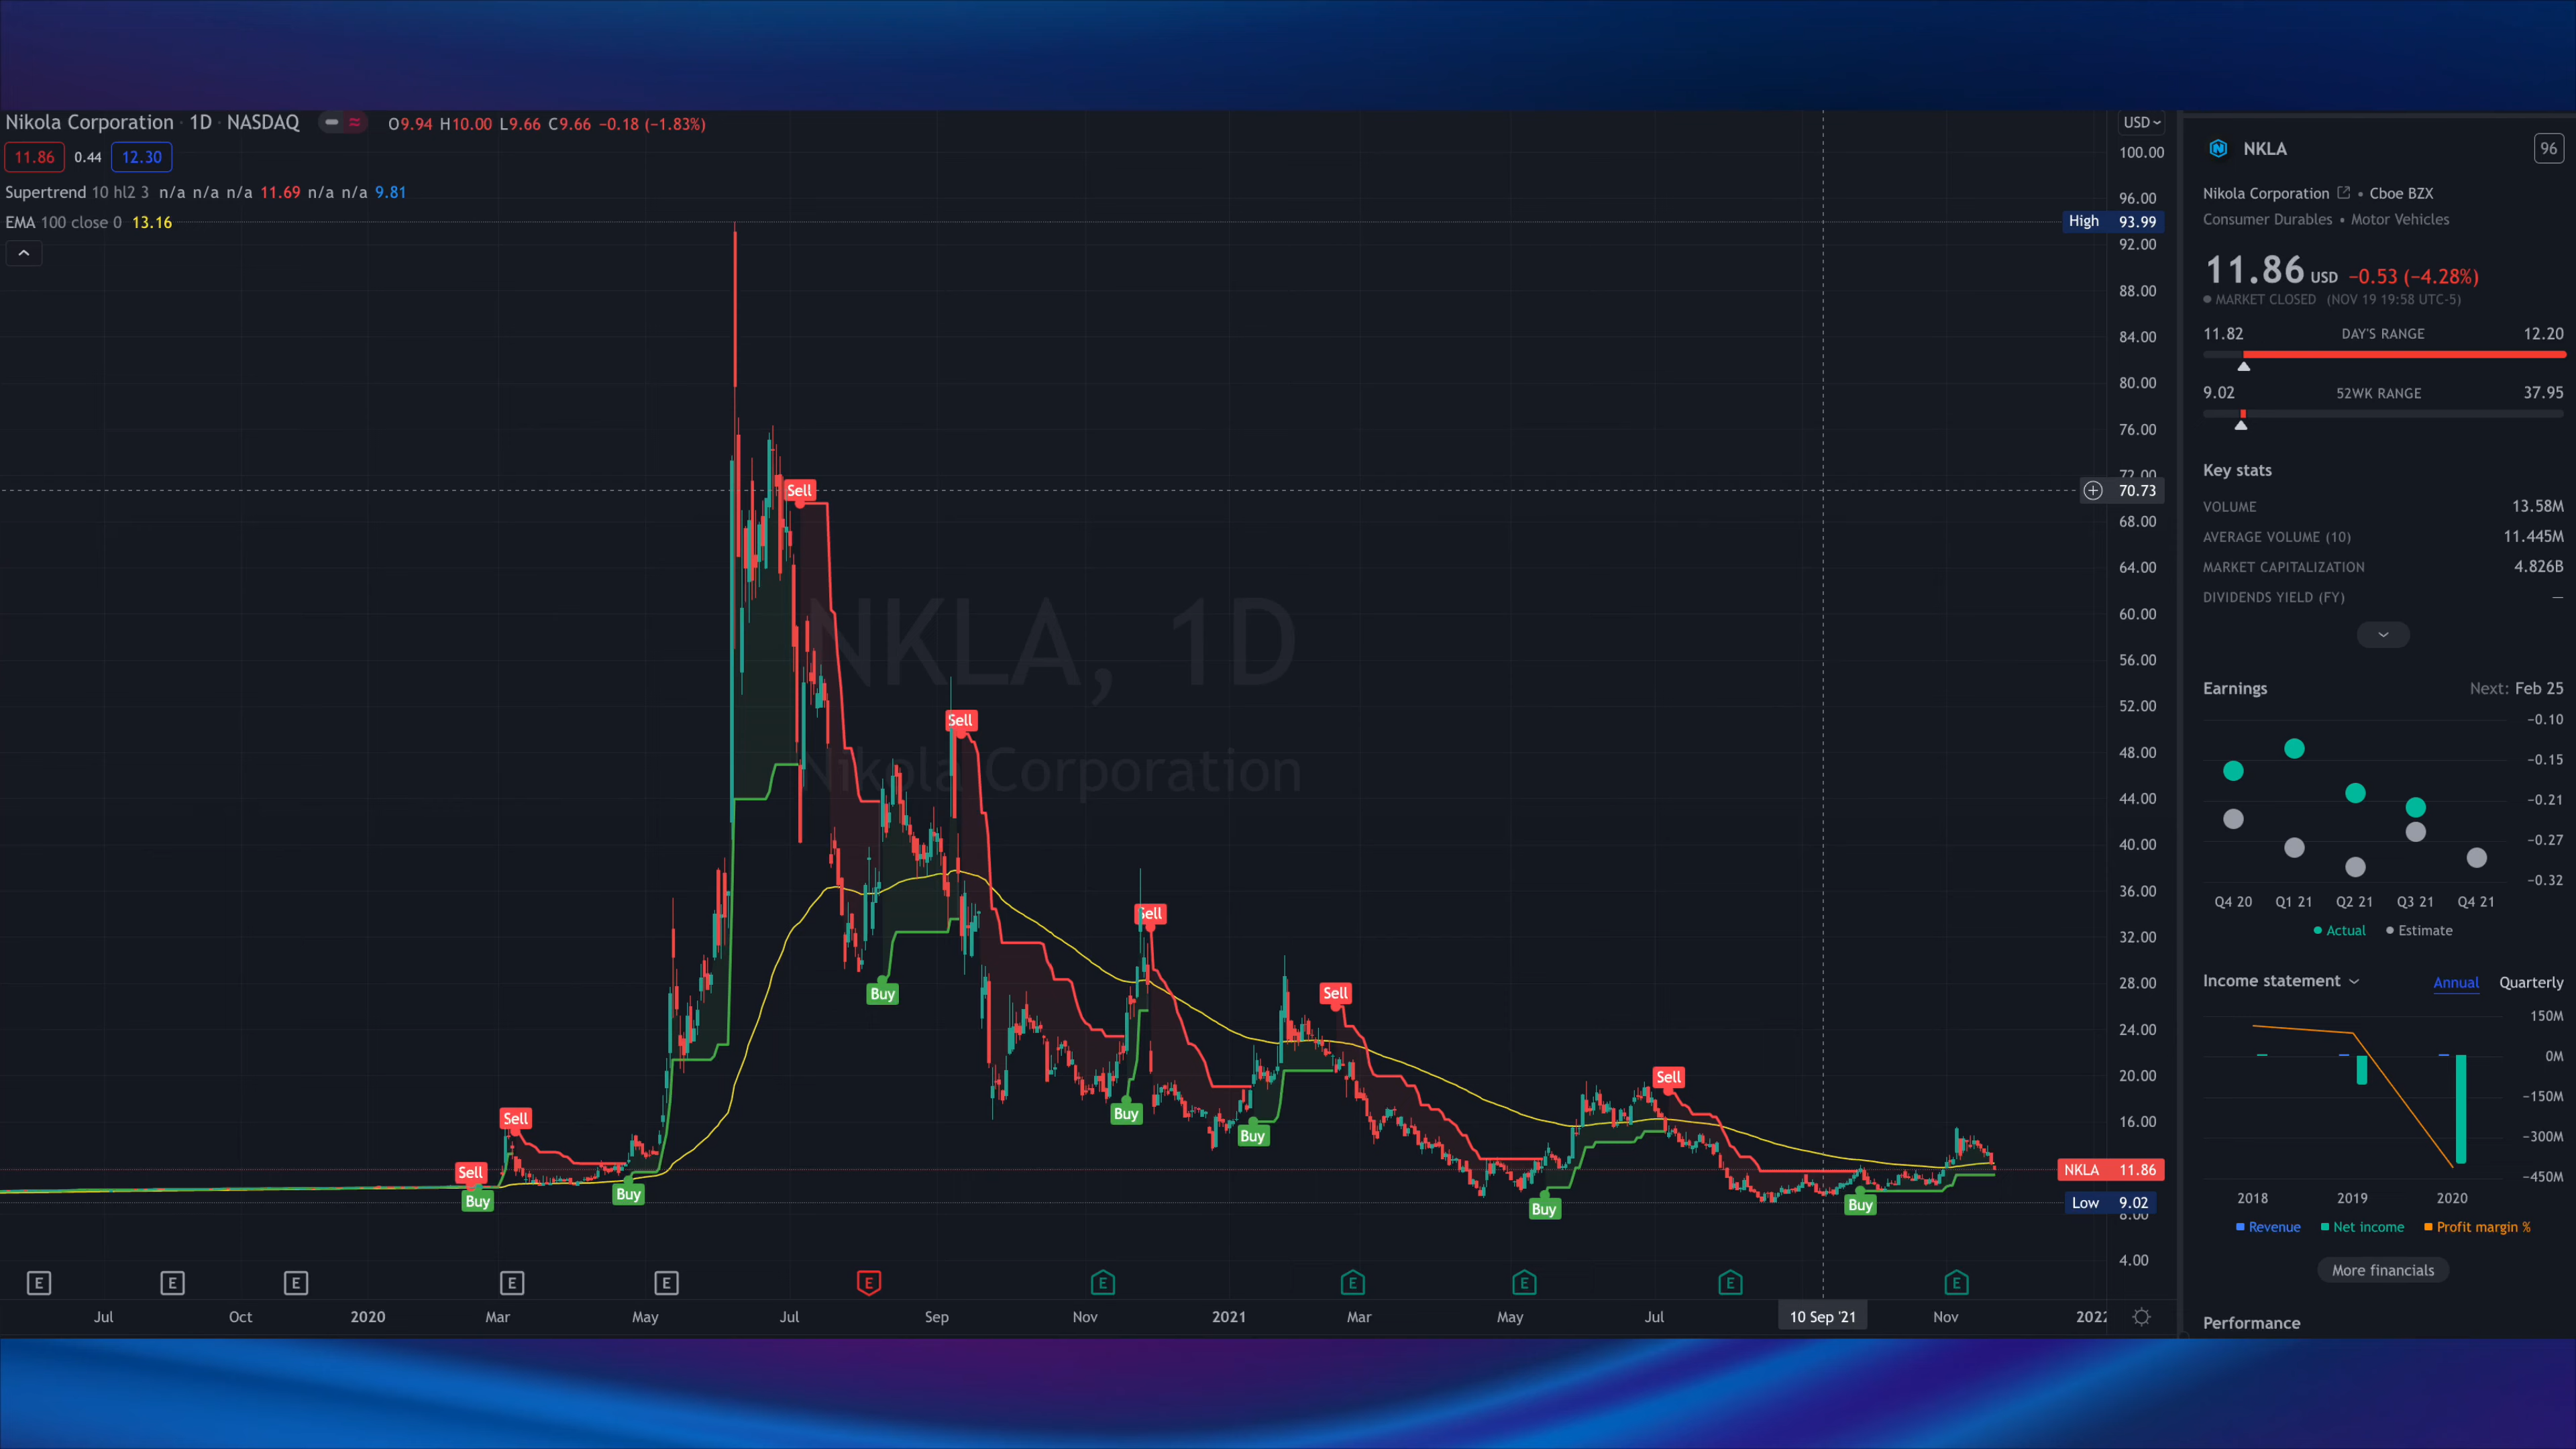 Nikola Corporation · 1D · NASDAQ O9.94 H10.00 L9.66 C9.66 −0.18 (−1.83%)
11.86 0.44 12.30
Supertrend 10 hl2 3 n/a n/a n/a 11.69 n/a n/a 9.81
EMA 100 close 0 13.16
USD
100.00
96.00
High 93.99
92.00
88.00
84.00
80.00
76.00
72.00
70.73
68.00
64.00
60.00
56.00
52.00
48.00
44.00
40.00
36.00
32.00
28.00
24.00
20.00
16.00
NKLA 11.86
Low 9.02
8.00
4.00
NKLA, 1D
Nikola Corporation
Sell
Sell
Sell
Sell
Sell
Sell
Sell
Buy
Buy
Buy
Buy
Buy
Buy
Buy
E E E E E E E E E E E
Jul Oct 2020 Mar May Jul Sep Nov 2021 Mar May Jul 10 Sep '21 Nov 2022
NKLA 96
Nikola Corporation • Cboe BZX
Consumer Durables • Motor Vehicles
11.86 USD −0.53 (−4.28%)
MARKET CLOSED (NOV 19 19:58 UTC-5)
11.82 DAY'S RANGE 12.20
9.02 52WK RANGE 37.95
Key stats
VOLUME 13.58M
AVERAGE VOLUME (10) 11.445M
MARKET CAPITALIZATION 4.826B
DIVIDENDS YIELD (FY) —
Earnings Next: Feb 25
−0.10
−0.15
−0.21
−0.27
−0.32
Q4 20 Q1 21 Q2 21 Q3 21 Q4 21
Actual Estimate
Income statement Annual Quarterly
150M
0M
−150M
−300M
−450M
2018 2019 2020
Revenue Net income Profit margin %
More financials
Performance